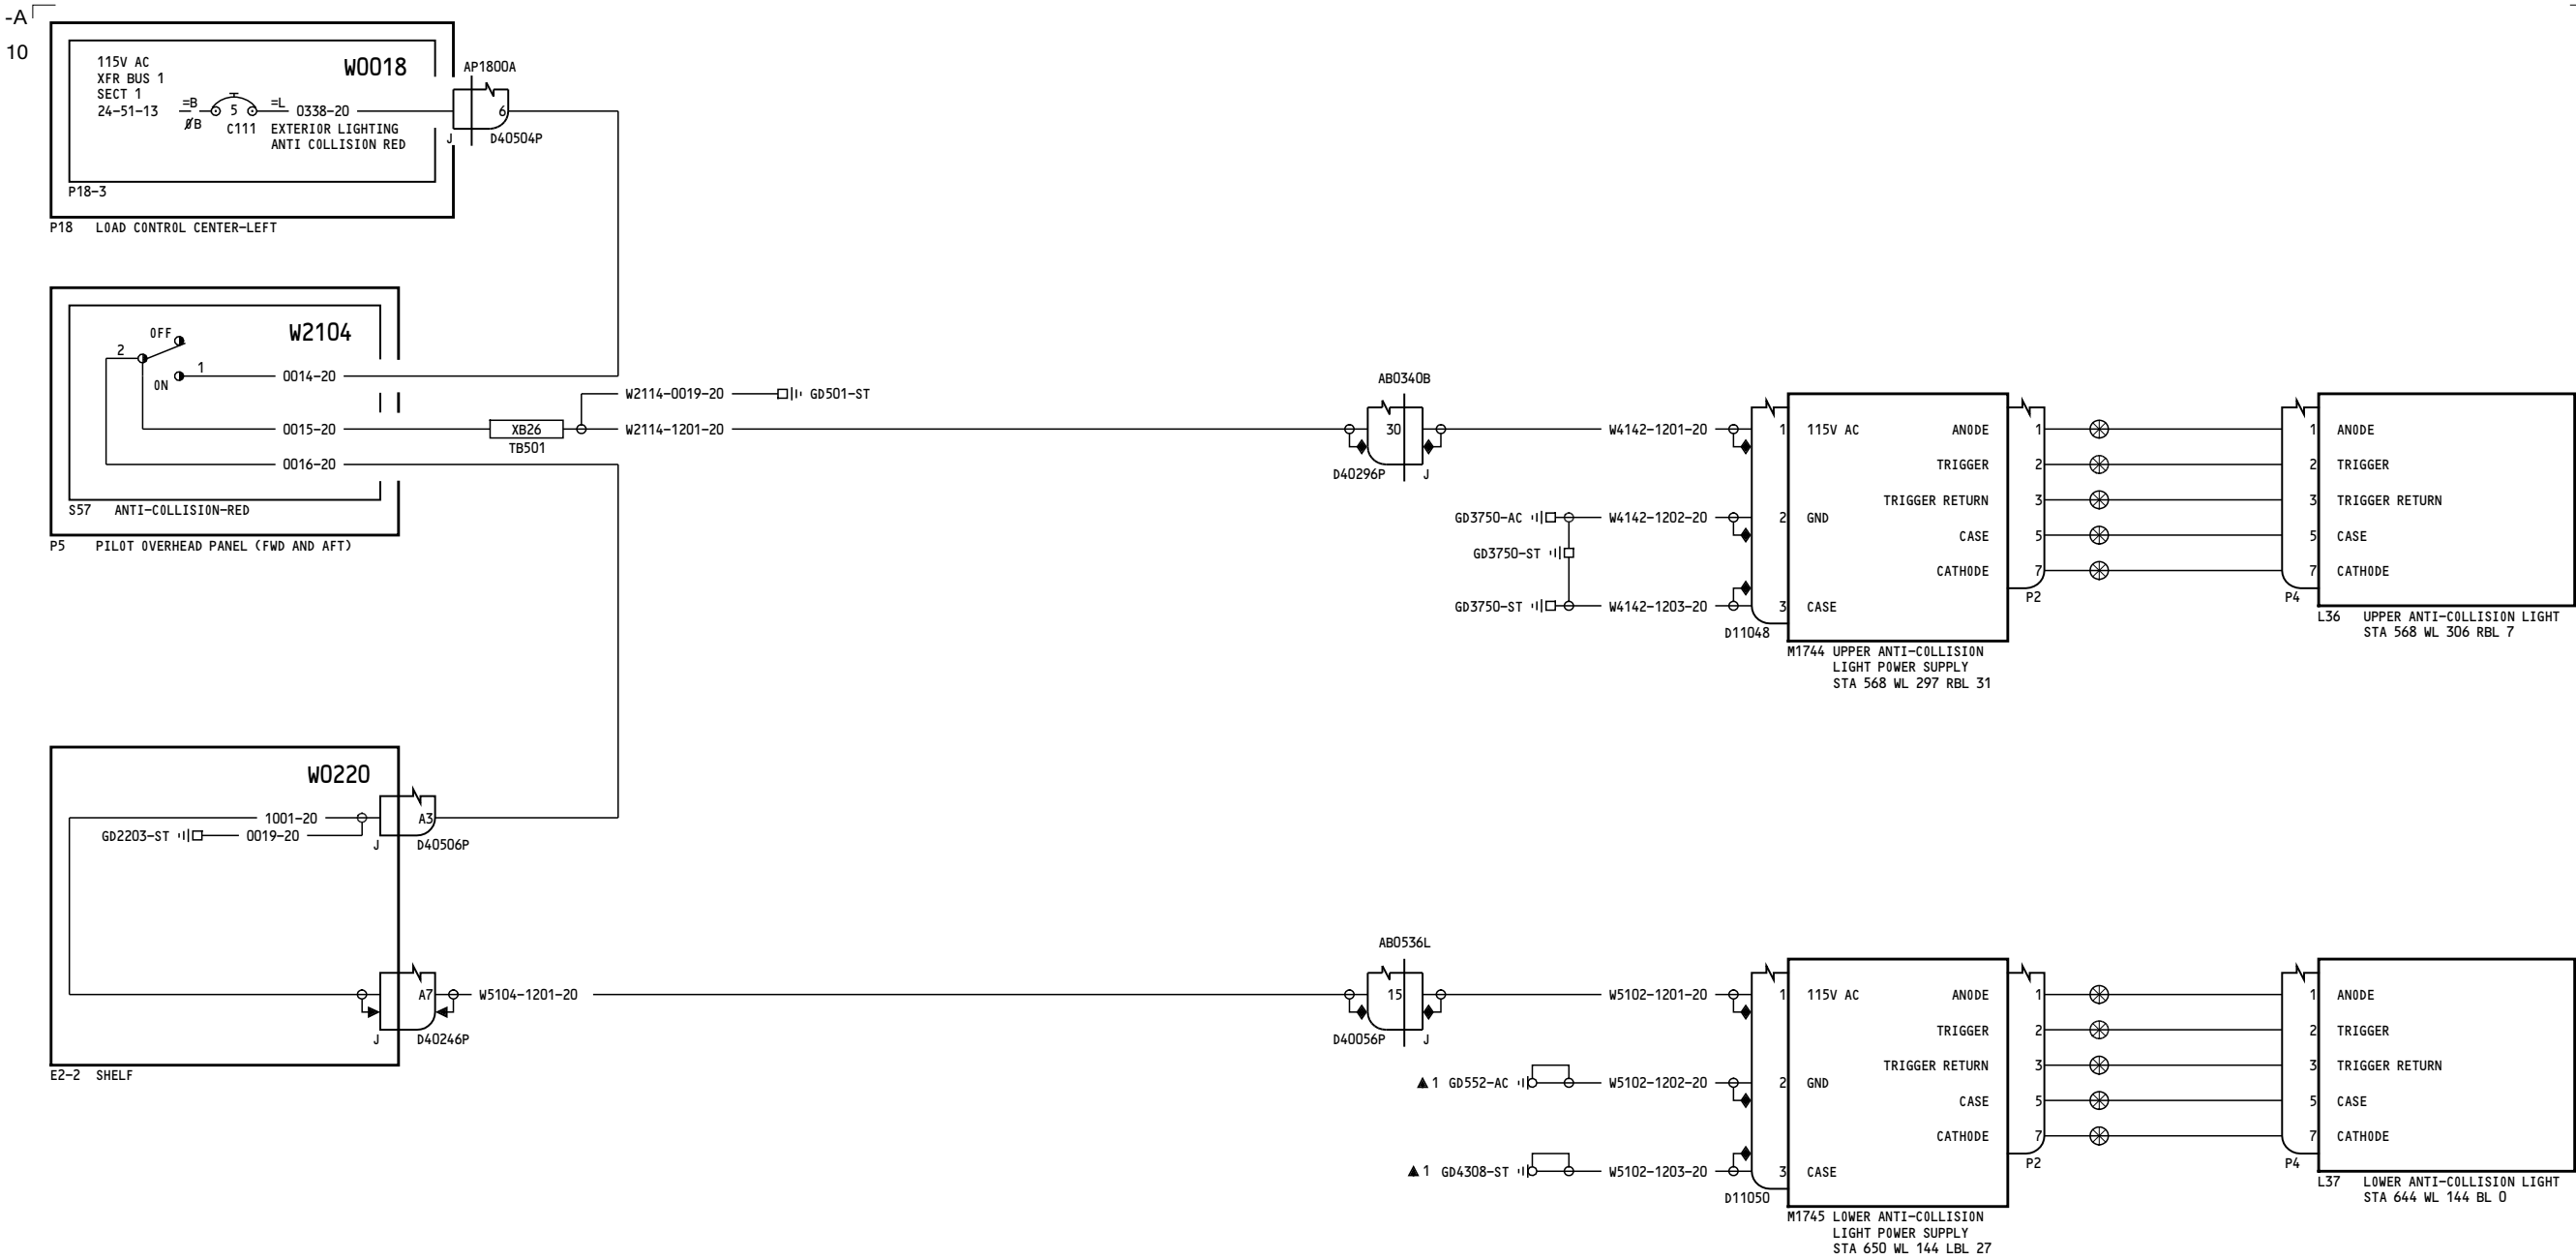 -A
10
115V AC
XFR BUS 1
SECT 1
24-51-13
=B
ØB
5
C111
=L
0338-20
EXTERIOR LIGHTING
ANTI COLLISION RED
W0018
P18-3
P18 LOAD CONTROL CENTER-LEFT
AP1800A
6
J D40504P
W2104
OFF
2
ON
1
0014-20
0015-20
0016-20
S57 ANTI-COLLISION-RED
P5 PILOT OVERHEAD PANEL (FWD AND AFT)
XB26
TB501
W2114-0019-20 GD501-ST
W2114-1201-20
AB0340B
30
D40296P J
W4142-1201-20
GD3750-AC W4142-1202-20
GD3750-ST
GD3750-ST W4142-1203-20
D11048
1 115V AC
2 GND
3 CASE
ANODE 1
TRIGGER 2
TRIGGER RETURN 3
CASE 5
CATHODE 7
P2
M1744 UPPER ANTI-COLLISION
LIGHT POWER SUPPLY
STA 568 WL 297 RBL 31
1 ANODE
2 TRIGGER
3 TRIGGER RETURN
5 CASE
7 CATHODE
P4
L36 UPPER ANTI-COLLISION LIGHT
STA 568 WL 306 RBL 7
W0220
1001-20
GD2203-ST 0019-20
A3
J D40506P
A7
J D40246P
W5104-1201-20
E2-2 SHELF
AB0536L
15
D40056P J
W5102-1201-20
▲1 GD552-AC W5102-1202-20
▲1 GD4308-ST W5102-1203-20
D11050
1 115V AC
2 GND
3 CASE
ANODE 1
TRIGGER 2
TRIGGER RETURN 3
CASE 5
CATHODE 7
P2
M1745 LOWER ANTI-COLLISION
LIGHT POWER SUPPLY
STA 650 WL 144 LBL 27
1 ANODE
2 TRIGGER
3 TRIGGER RETURN
5 CASE
7 CATHODE
P4
L37 LOWER ANTI-COLLISION LIGHT
STA 644 WL 144 BL 0